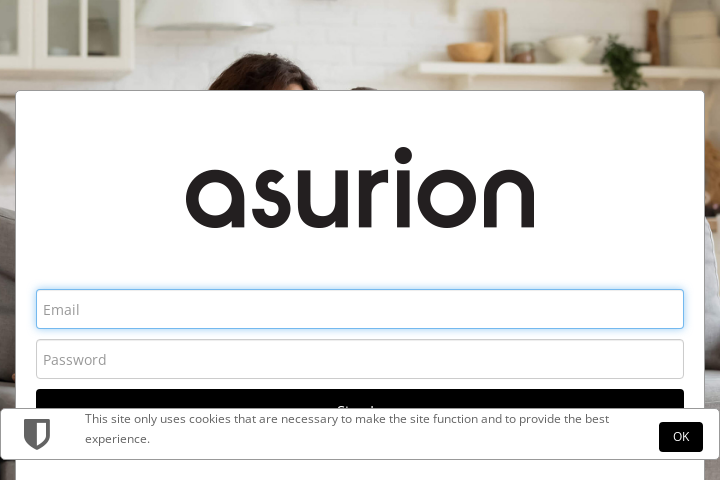 asurion
Email
Password
This site only uses cookies that are necessary to make the site function and to provide the best
experience.
OK